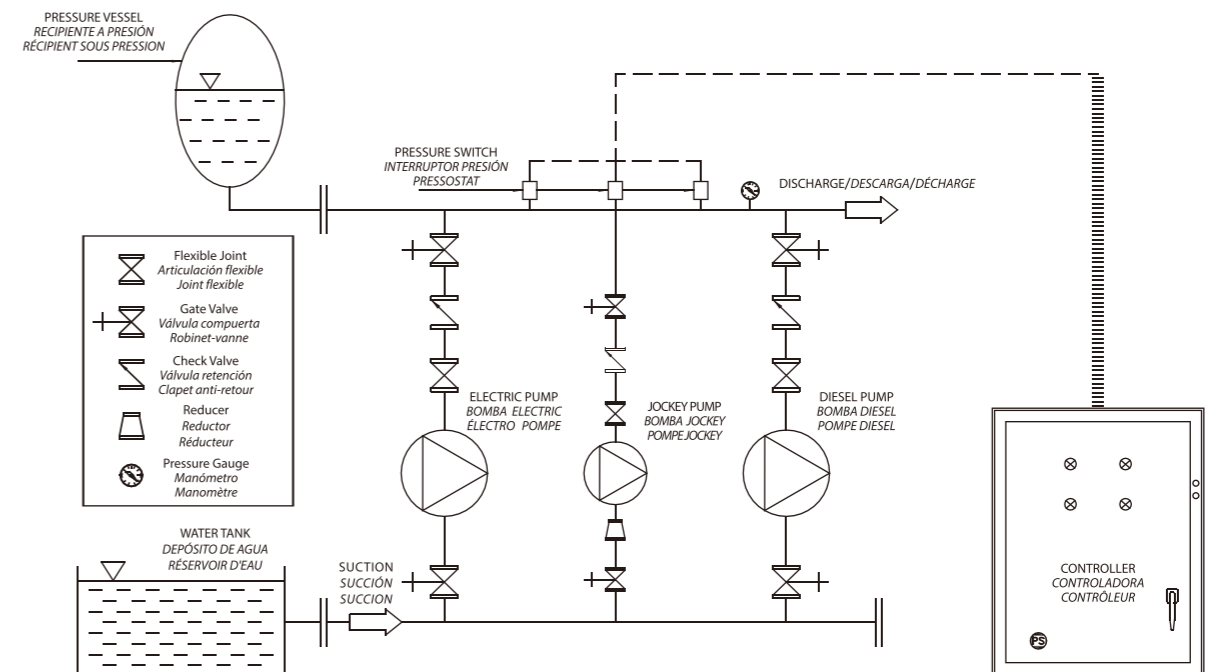 PRESSURE VESSEL
RECIPIENTE A PRESIÓN
RÉCIPIENT SOUS PRESSION
PRESSURE SWITCH
INTERRUPTOR PRESIÓN
PRESSOSTAT
DISCHARGE/DESCARGA/DÉCHARGE
Flexible Joint
Articulación flexible
Joint flexible
Gate Valve
Válvula compuerta
Robinet-vanne
Check Valve
Válvula retención
Clapet anti-retour
Reducer
Reductor
Réducteur
Pressure Gauge
Manómetro
Manomètre
ELECTRIC PUMP
BOMBA ELECTRIC
ÉLECTRO POMPE
JOCKEY PUMP
BOMBA JOCKEY
POMPE JOCKEY
DIESEL PUMP
BOMBA DIESEL
POMPE DIESEL
WATER TANK
DEPÓSITO DE AGUA
RÉSERVOIR D'EAU
SUCTION
SUCCIÓN
SUCCION
CONTROLLER
CONTROLADORA
CONTRÔLEUR
PS